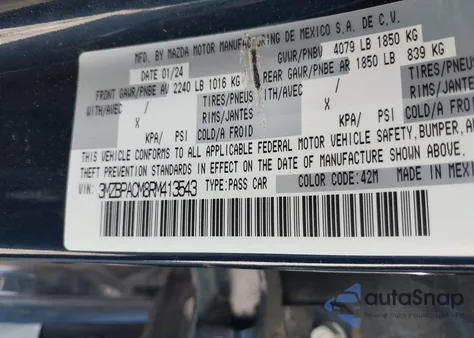 MFD. BY MAZDA MOTOR MANUFACTURING DE MEXICO S.A. DE C.V.
DATE 01/24 GVWR/PNBV 4079 LB 1850 KG
FRONT GAWR/PNBE AV 2240 LB 1016 KG REAR GAWR/PNBE AR 1850 LB 839 KG
WITH/AVEC / TIRES/PNEUS WITH/AVEC / TIRES/PNEUS
X RIMS/JANTES X RIMS/JANTES
KPA/ PSI COLD/A FROID KPA/ PSI COLD/A FROID
THIS VEHICLE CONFORMS TO ALL APPLICABLE FEDERAL MOTOR VEHICLE SAFETY, BUMPER, AN
THEFT PREVENTION STANDARDS IN EFFECT ON THE DATE OF MANUFACTURE SHOWN ABOVE.
VIN: 3MZBPACM8RM413543 TYPE:PASS CAR COLOR CODE:42M MADE IN MEXIC
autoSnap